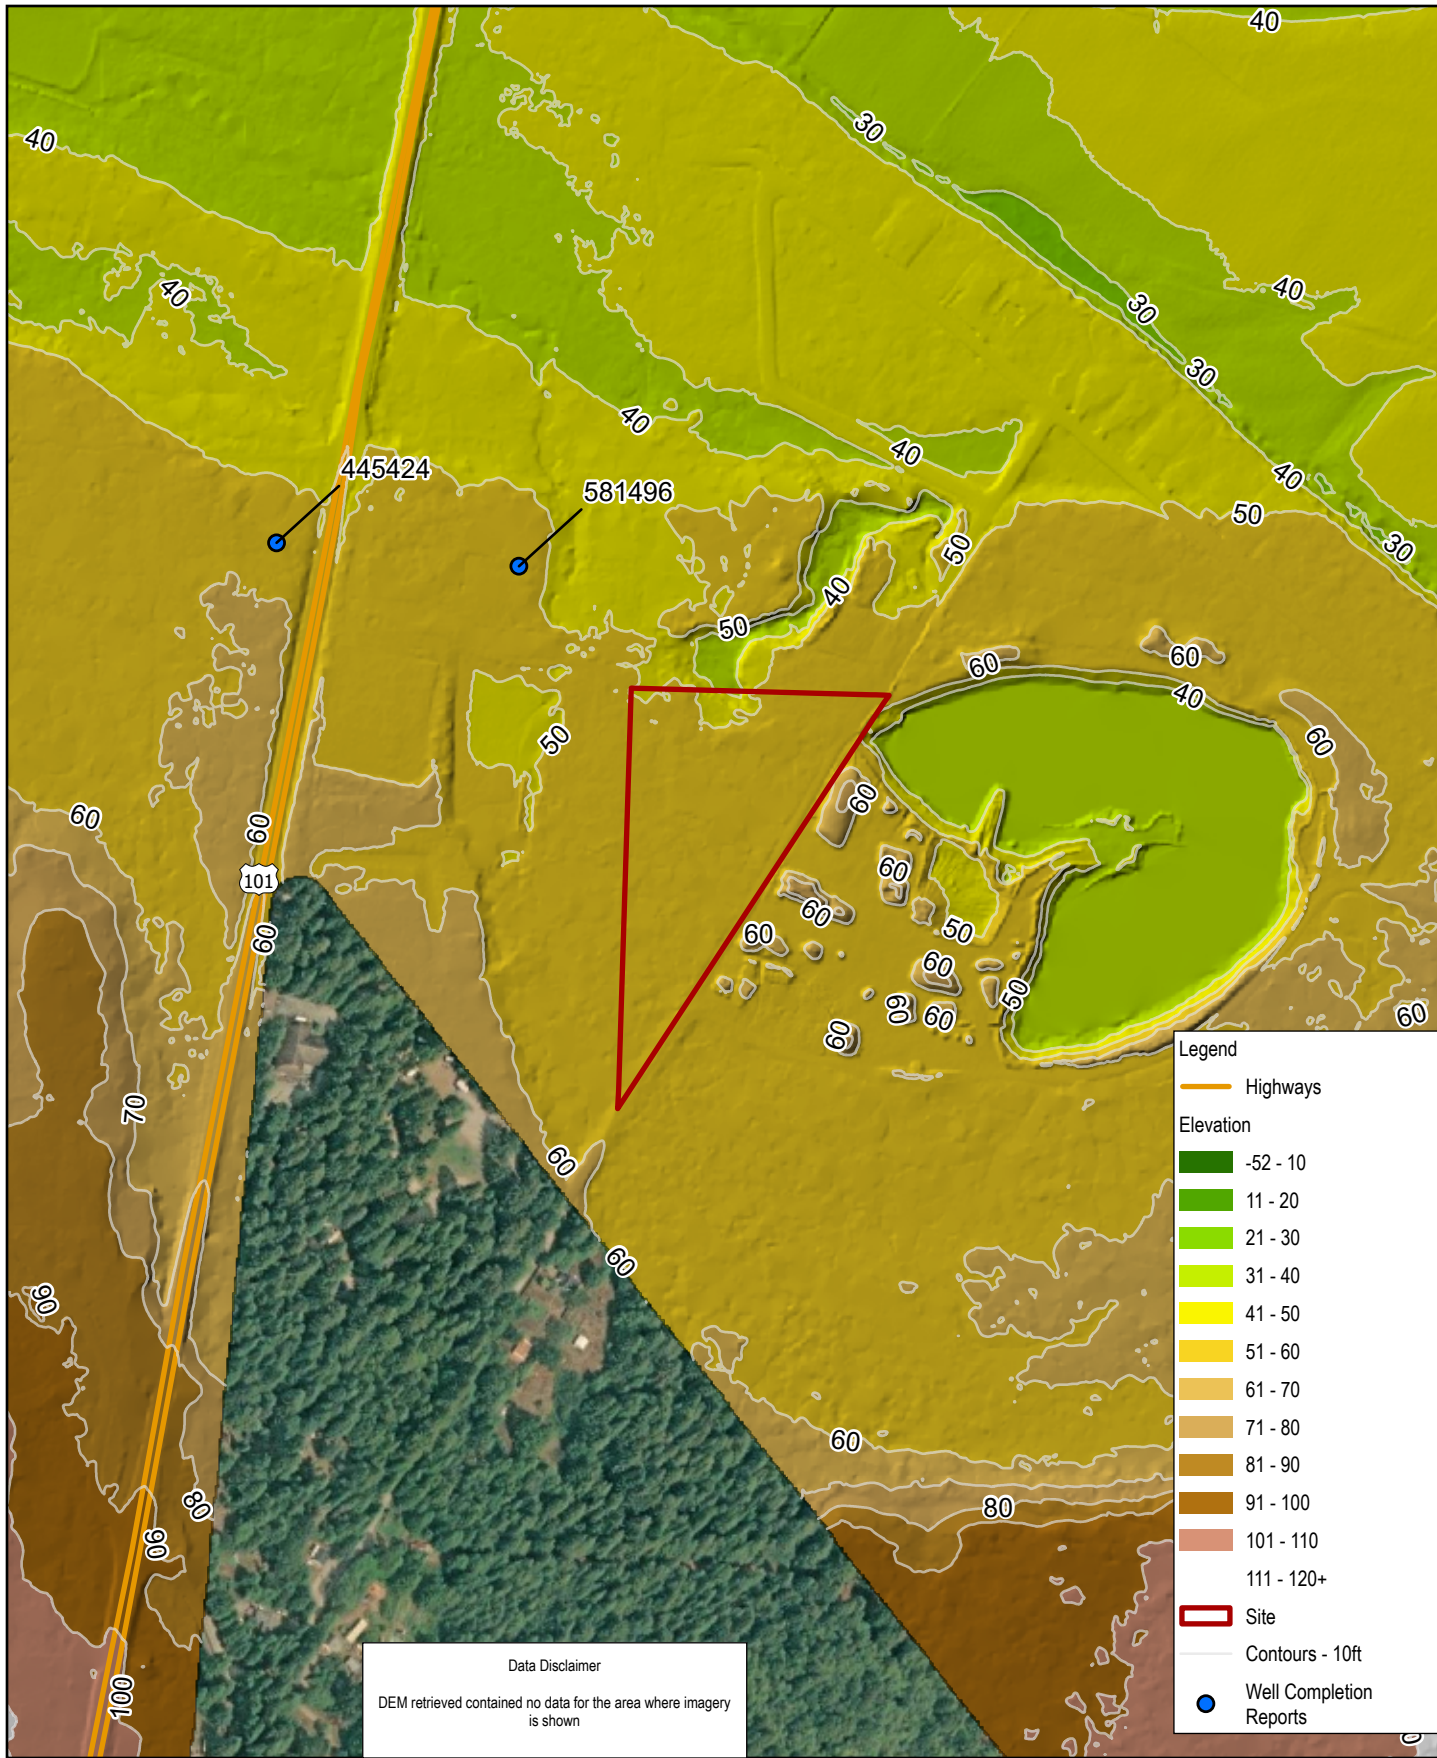 40
40
30
40
30
40
30
40
445424
581496
40
40
50
50
30
40
50
60
60
40
50
60
60
60
60
101
60
60
60
60
50
60
50
60
60
60
60
70
60
60
90
60
80
80
90
100
Legend
Highways
Elevation
-52 - 10
11 - 20
21 - 30
31 - 40
41 - 50
51 - 60
61 - 70
71 - 80
81 - 90
91 - 100
101 - 110
111 - 120+
Site
Contours - 10ft
Well Completion
Reports
Data Disclaimer
DEM retrieved contained no data for the area where imagery
is shown